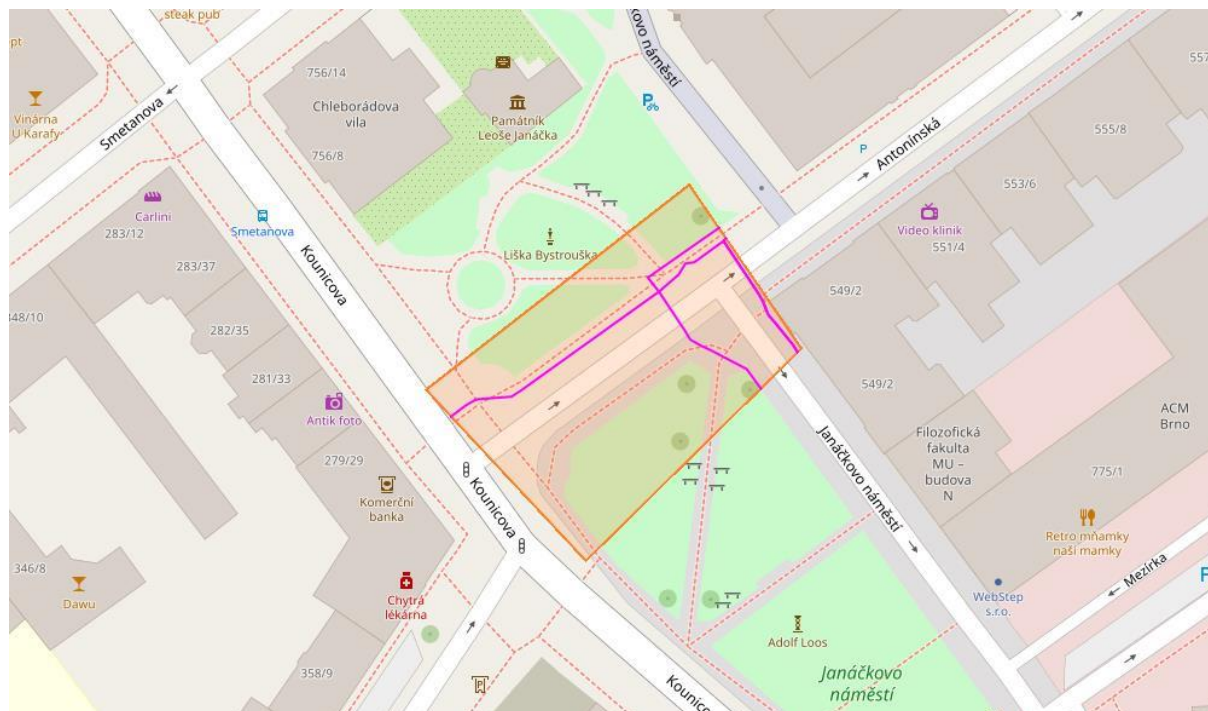 steak pub
pt
756/14
Chleborádova
vila
756/8
Památník
Leoše Janáčka
kovo náměstí
P
557
555/8
Antonínská
P
553/6
Vinárna
U Karafy
Smetanova
Carlini
283/12
Smetanova
Kounicova
Liška Bystrouška
Video klinik
551/4
283/37
549/2
348/10
282/35
281/33
549/2
Antik foto
ACM
Brno
279/29
Filozofická
fakulta
MU –
budova
N
Janáčkovo náměstí
775/1
Komerční
banka
Kounicova
Retro mňamky
naší mamky
346/8
Dawu
Chytrá
lékárna
Mezírka
P
WebStep
s.r.o.
Adolf Loos
358/9
Janáčkovo
náměstí
P
Kounicova